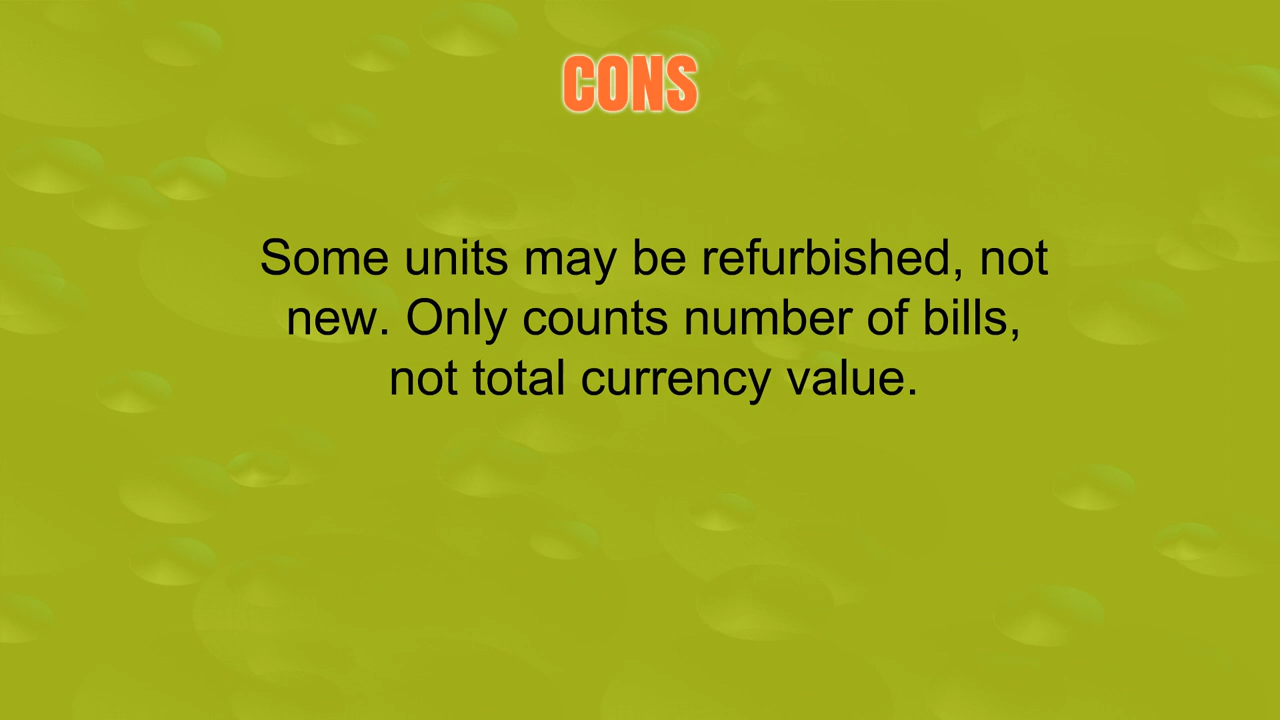 CONS
Some units may be refurbished, not
new. Only counts number of bills,
not total currency value.